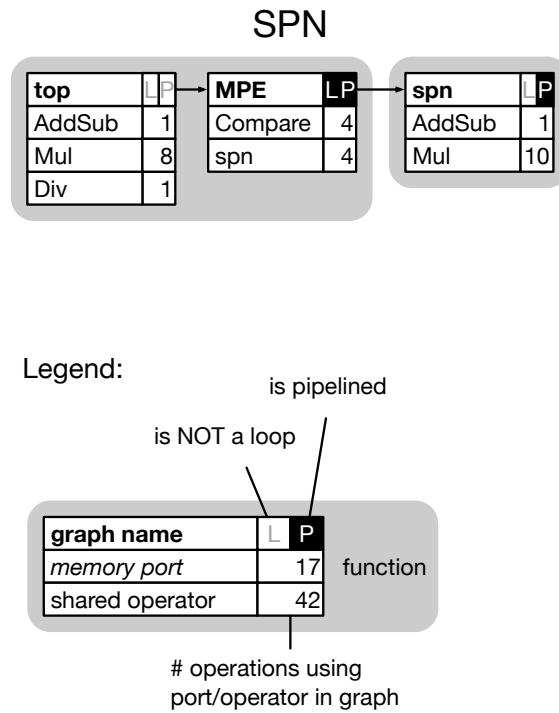 SPN
top L P
AddSub 1
Mul 8
Div 1
MPE L P
Compare 4
spn 4
spn L P
AddSub 1
Mul 10
Legend:
is pipelined
is NOT a loop
graph name L P
memory port 17
shared operator 42
function
# operations using
port/operator in graph